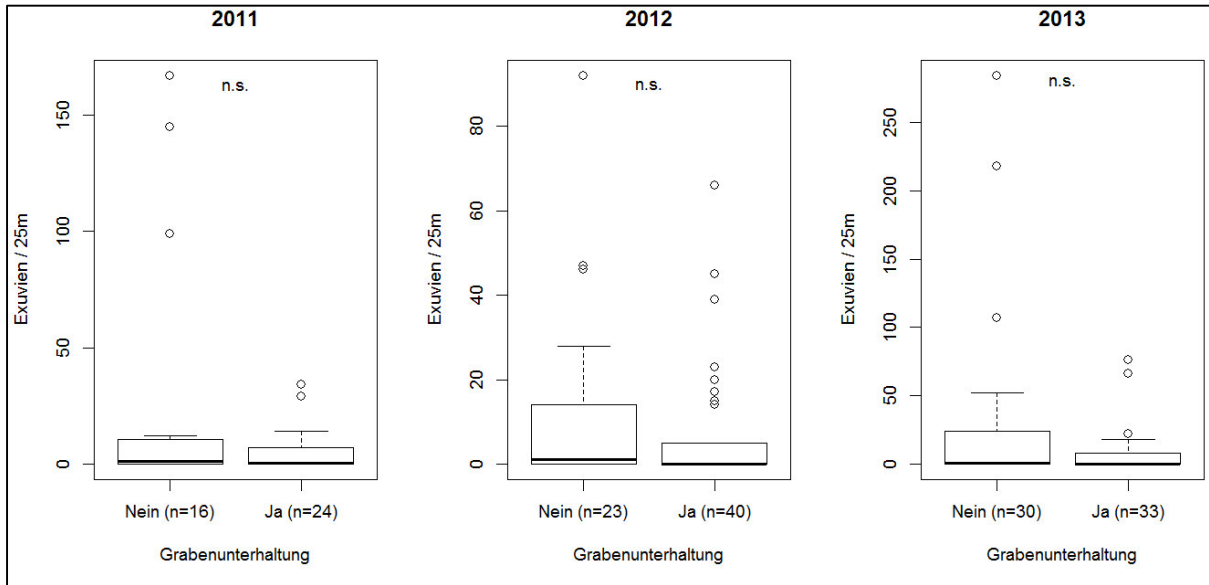 2011
n.s.
Exuvien / 25m
150
100
50
0
Nein (n=16) Ja (n=24)
Grabenunterhaltung
2012
n.s.
Exuvien / 25m
80
60
40
20
0
Nein (n=23) Ja (n=40)
Grabenunterhaltung
2013
n.s.
Exuvien / 25m
250
200
150
100
50
0
Nein (n=30) Ja (n=33)
Grabenunterhaltung